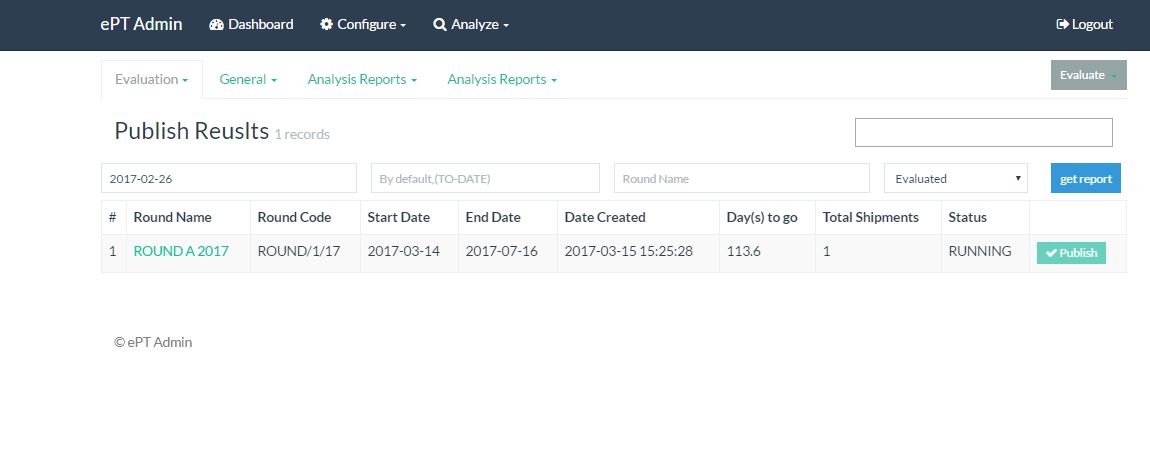 ePT Admin Dashboard Configure Analyze Logout
Evaluation General Analysis Reports Analysis Reports Evaluate
Publish Reuslts 1 records
2017-02-26 By default,(TO-DATE) Round Name Evaluated get report
# Round Name Round Code Start Date End Date Date Created Day(s) to go Total Shipments Status
1 ROUND A 2017 ROUND/1/17 2017-03-14 2017-07-16 2017-03-15 15:25:28 113.6 1 RUNNING Publish
© ePT Admin